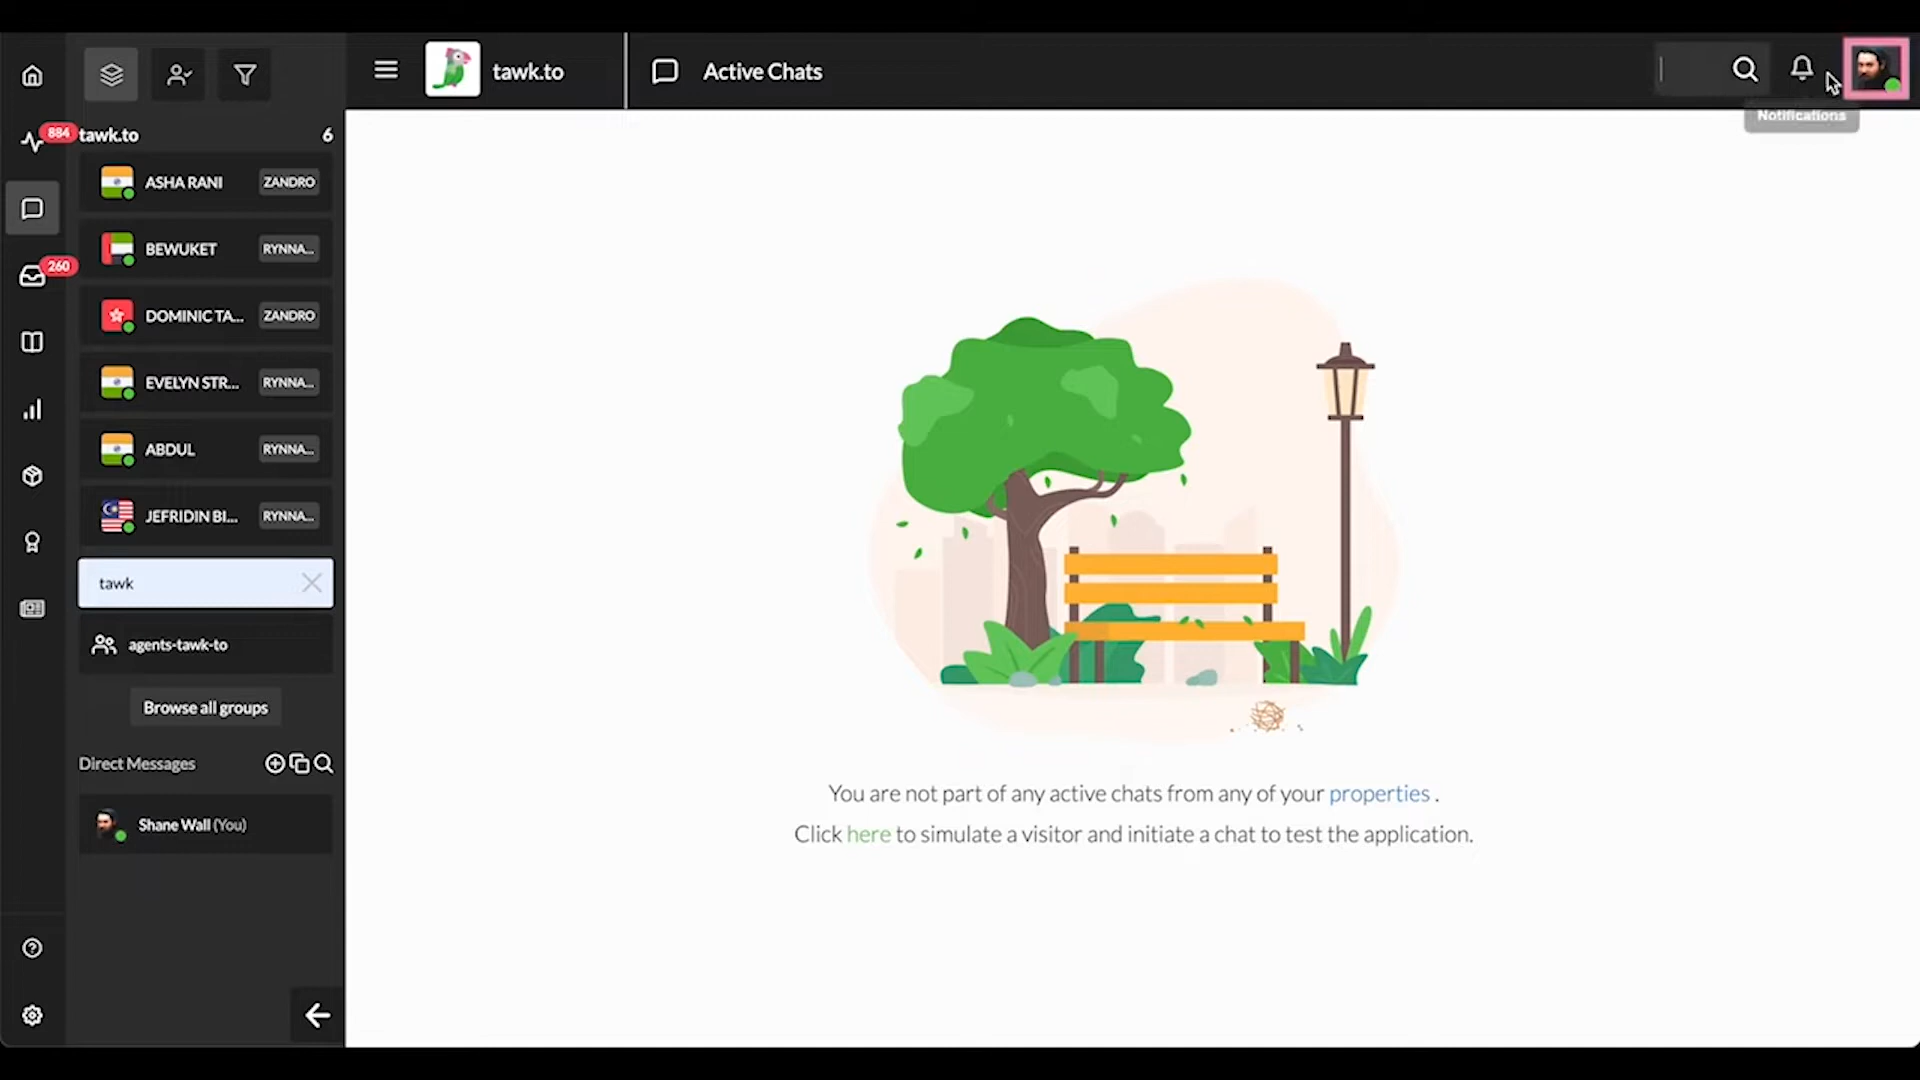 tawk.to
Active Chats
Notifications
884
tawk.to
6
ASHA RANI
ZANDRO
BEWUKET
RYNNA...
260
DOMINIC TA...
ZANDRO
EVELYN STR...
RYNNA...
ABDUL
RYNNA...
JEFRIDIN BI...
RYNNA...
tawk
agents-tawk-to
Browse all groups
Direct Messages
Shane Wall (You)
You are not part of any active chats from any of your properties .
Click here to simulate a visitor and initiate a chat to test the application.